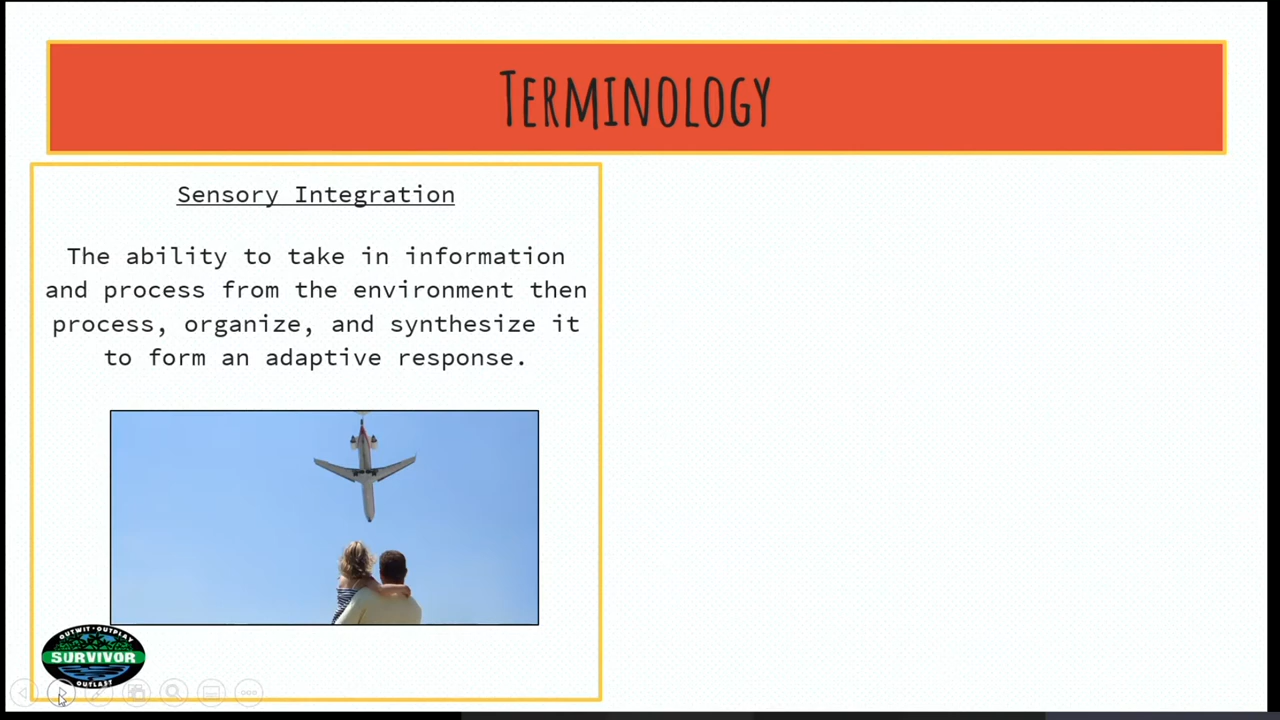 Terminology
Sensory Integration
The ability to take in information
and process from the environment then
process, organize, and synthesize it
to form an adaptive response.
OUTWIT • OUTPLAY
SURVIVOR
OUTLAST